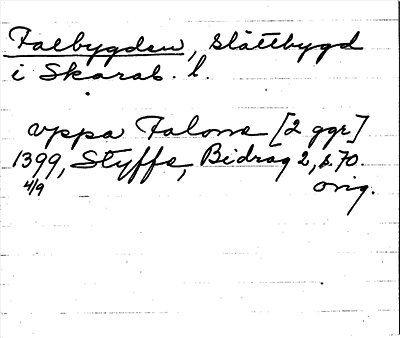 Falbygden, Slättbygd
i Skarab. l.
vppa Falone [2 ggr]
1399, Styffe, Bidrag 2, s. 70.
4/9 orig.